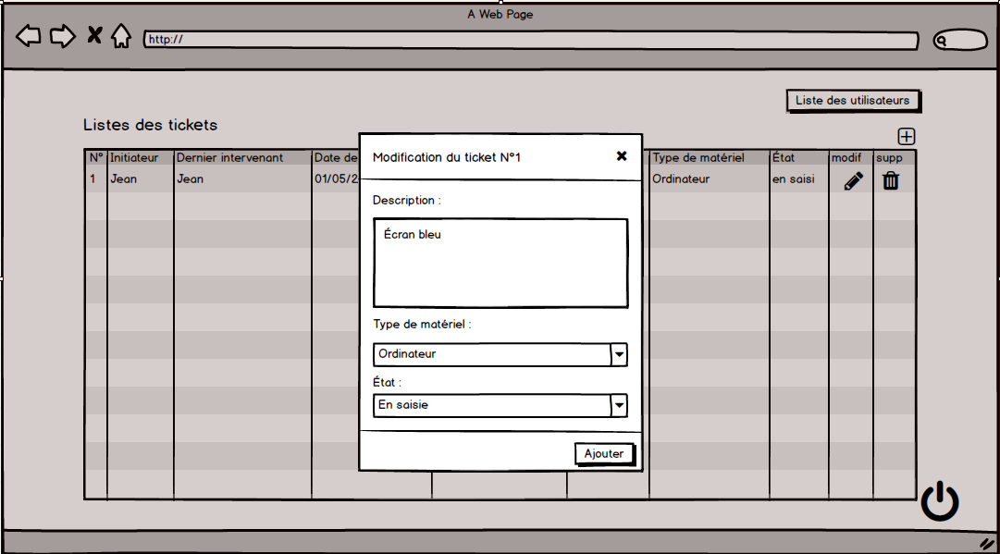 A Web Page
http://
Liste des utilisateurs
Listes des tickets
N° Initiateur Dernier intervenant Date de Type de matériel État modif supp
1 Jean Jean 01/05/2 Ordinateur en saisi
Modification du ticket N°1
Description :
Écran bleu
Type de matériel :
Ordinateur
État :
En saisie
Ajouter